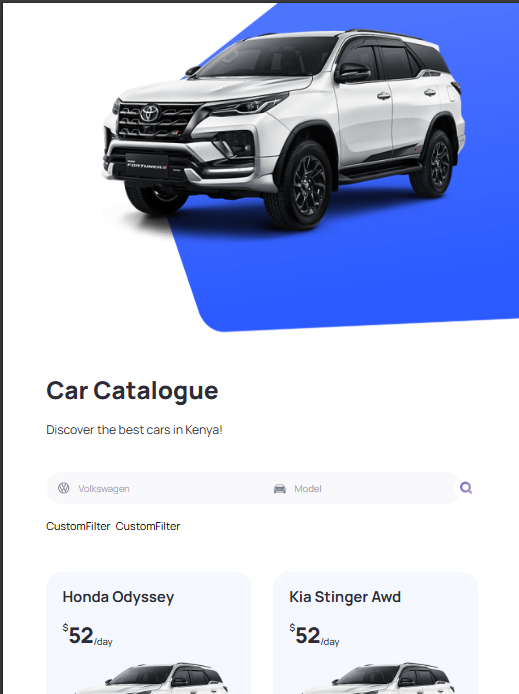 FORTUNER
Car Catalogue
Discover the best cars in Kenya!
Volkswagen
Model
CustomFilter CustomFilter
Honda Odyssey
Kia Stinger Awd
$52/day
$52/day